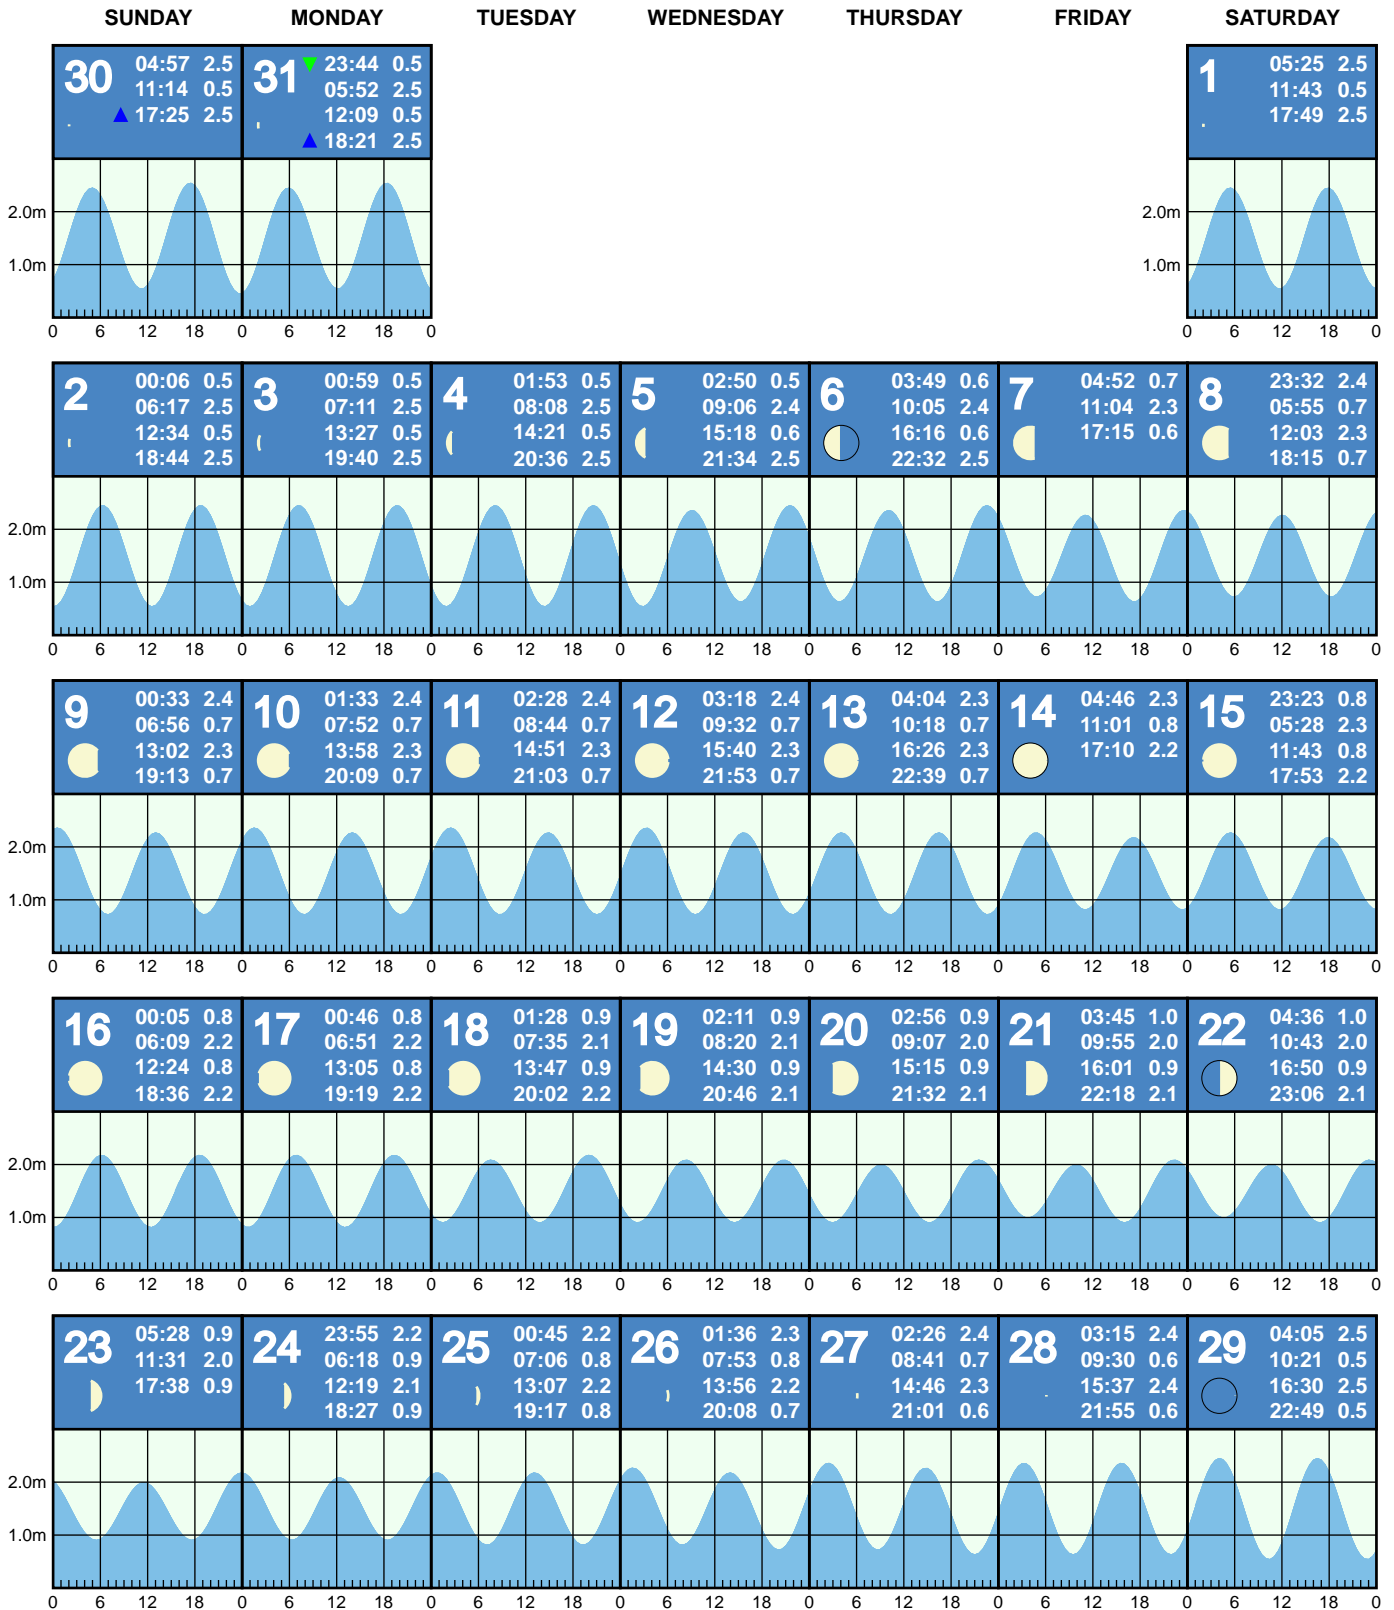 SUNDAY MONDAY TUESDAY WEDNESDAY THURSDAY FRIDAY SATURDAY
30 04:57 2.5
11:14 0.5
17:25 2.5
31 23:44 0.5
05:52 2.5
12:09 0.5
18:21 2.5
1 05:25 2.5
11:43 0.5
17:49 2.5
2.0m
1.0m
2.0m
1.0m
0 6 12 18 0 6 12 18 0
0 6 12 18 0
2 00:06 0.5
06:17 2.5
12:34 0.5
18:44 2.5
3 00:59 0.5
07:11 2.5
13:27 0.5
19:40 2.5
4 01:53 0.5
08:08 2.5
14:21 0.5
20:36 2.5
5 02:50 0.5
09:06 2.4
15:18 0.6
21:34 2.5
6 03:49 0.6
10:05 2.4
16:16 0.6
22:32 2.5
7 04:52 0.7
11:04 2.3
17:15 0.6
8 23:32 2.4
05:55 0.7
12:03 2.3
18:15 0.7
2.0m
1.0m
0 6 12 18 0 6 12 18 0 6 12 18 0 6 12 18 0 6 12 18 0 6 12 18 0 6 12 18 0
9 00:33 2.4
06:56 0.7
13:02 2.3
19:13 0.7
10 01:33 2.4
07:52 0.7
13:58 2.3
20:09 0.7
11 02:28 2.4
08:44 0.7
14:51 2.3
21:03 0.7
12 03:18 2.4
09:32 0.7
15:40 2.3
21:53 0.7
13 04:04 2.3
10:18 0.7
16:26 2.3
22:39 0.7
14 04:46 2.3
11:01 0.8
17:10 2.2
15 23:23 0.8
05:28 2.3
11:43 0.8
17:53 2.2
2.0m
1.0m
0 6 12 18 0 6 12 18 0 6 12 18 0 6 12 18 0 6 12 18 0 6 12 18 0 6 12 18 0
16 00:05 0.8
06:09 2.2
12:24 0.8
18:36 2.2
17 00:46 0.8
06:51 2.2
13:05 0.8
19:19 2.2
18 01:28 0.9
07:35 2.1
13:47 0.9
20:02 2.2
19 02:11 0.9
08:20 2.1
14:30 0.9
20:46 2.1
20 02:56 0.9
09:07 2.0
15:15 0.9
21:32 2.1
21 03:45 1.0
09:55 2.0
16:01 0.9
22:18 2.1
22 04:36 1.0
10:43 2.0
16:50 0.9
23:06 2.1
2.0m
1.0m
0 6 12 18 0 6 12 18 0 6 12 18 0 6 12 18 0 6 12 18 0 6 12 18 0 6 12 18 0
23 05:28 0.9
11:31 2.0
17:38 0.9
24 23:55 2.2
06:18 0.9
12:19 2.1
18:27 0.9
25 00:45 2.2
07:06 0.8
13:07 2.2
19:17 0.8
26 01:36 2.3
07:53 0.8
13:56 2.2
20:08 0.7
27 02:26 2.4
08:41 0.7
14:46 2.3
21:01 0.6
28 03:15 2.4
09:30 0.6
15:37 2.4
21:55 0.6
29 04:05 2.5
10:21 0.5
16:30 2.5
22:49 0.5
2.0m
1.0m
0 6 12 18 0 6 12 18 0 6 12 18 0 6 12 18 0 6 12 18 0 6 12 18 0 6 12 18 0